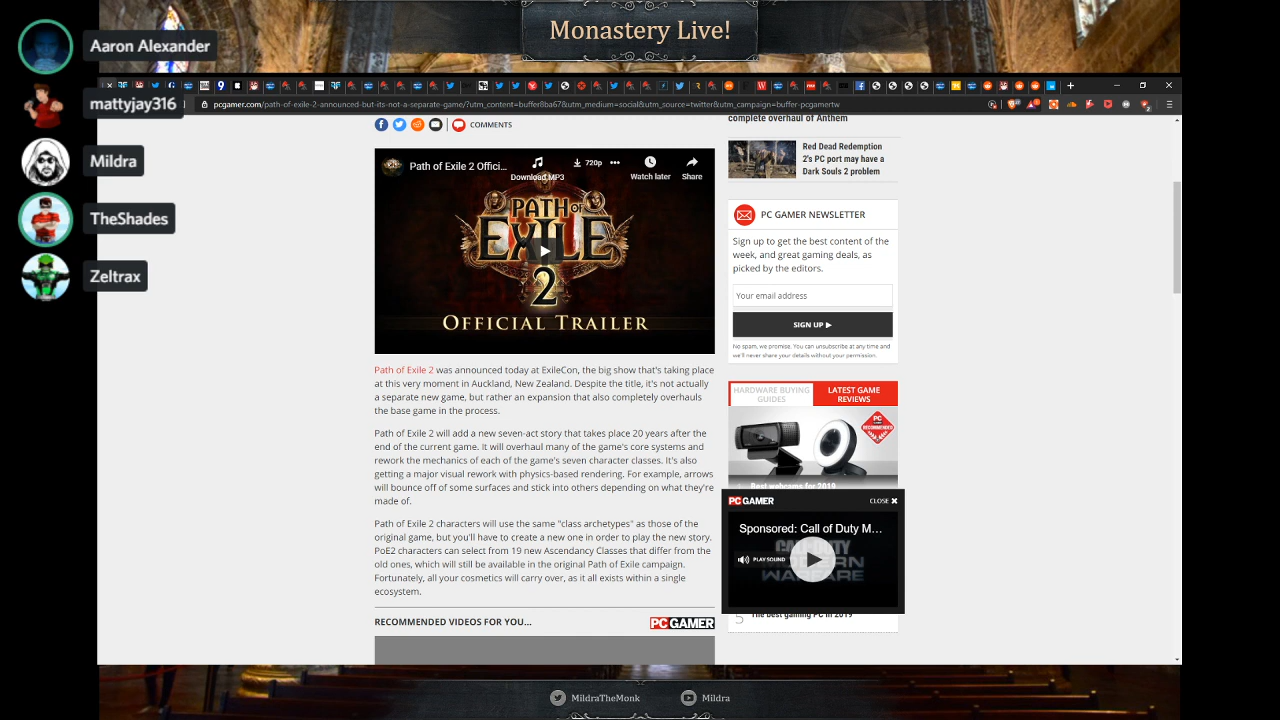 Monastery Live!
Aaron Alexander
mattyjay316
Mildra
TheShades
Zeltrax
pcgamer.com/path-of-exile-2-announced-but-its-not-a-separate-game/?utm_content=buffer8ba67&utm_medium=social&utm_source=twitter&utm_campaign=buffer-pcgamertw
COMMENTS
Path of Exile 2 Offici...
Download MP3
720p
Watch later
Share
PATH OF
EXILE
2
OFFICIAL TRAILER
Path of Exile 2 was announced today at ExileCon, the big show that's taking place
at this very moment in Auckland, New Zealand. Despite the title, it's not actually
a separate new game, but rather an expansion that also completely overhauls
the base game in the process.
Path of Exile 2 will add a new seven-act story that takes place 20 years after the
end of the current game. It will overhaul many of the game's core systems and
rework the mechanics of each of the game's seven character classes. It's also
getting a major visual rework with physics-based rendering. For example, arrows
will bounce off of some surfaces and stick into others depending on what they're
made of.
Path of Exile 2 characters will use the same "class archetypes" as those of the
original game, but you'll have to create a new one in order to play the new story.
PoE2 characters can select from 19 new Ascendancy Classes that differ from the
old ones, which will still be available in the original Path of Exile campaign.
Fortunately, all your cosmetics will carry over, as it all exists within a single
ecosystem.
RECOMMENDED VIDEOS FOR YOU...
PC GAMER
complete overhaul of Anthem
Red Dead Redemption
2's PC port may have a
Dark Souls 2 problem
PC GAMER NEWSLETTER
Sign up to get the best content of the
week, and great gaming deals, as
picked by the editors.
Your email address
SIGN UP ▶
No spam, we promise. You can unsubscribe at any time and
we'll never share your details without your permission.
HARDWARE BUYING
GUIDES
LATEST GAME
REVIEWS
Best webcams for 2019
PC GAMER
CLOSE ✖
Sponsored: Call of Duty M...
PLAY SOUND
CALL OF DUTY
MODERN
WARFARE
5
The best gaming PC in 2019
MildraTheMonk
Mildra